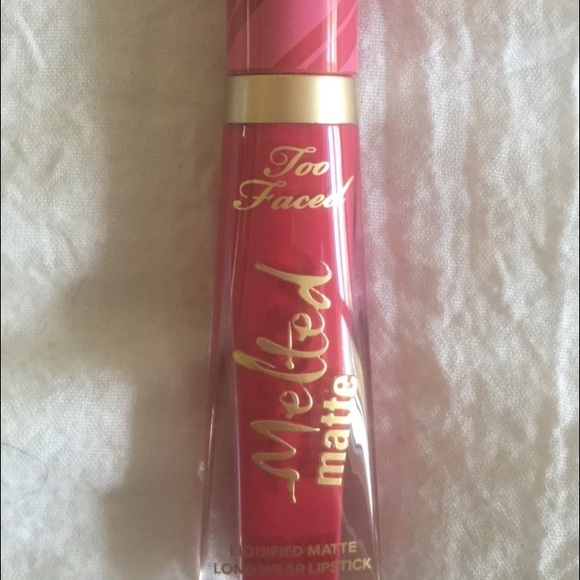 Too
Faced
Melted
matte
LIQUIFIED MATTE
LONG WEAR LIPSTICK